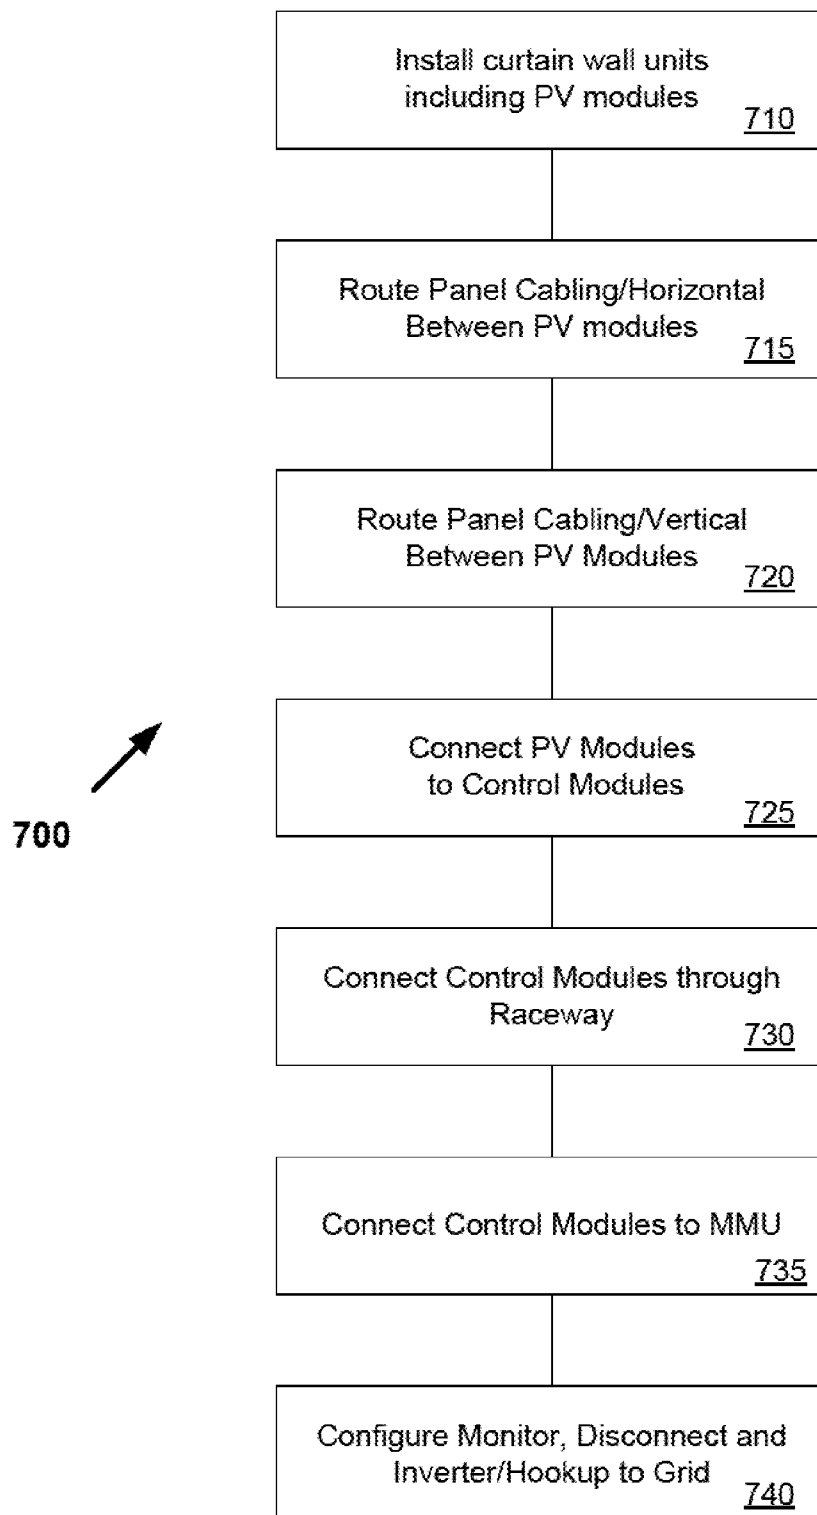 Install curtain wall units
including PV modules
710
Route Panel Cabling/Horizontal
Between PV modules
715
Route Panel Cabling/Vertical
Between PV Modules
720
Connect PV Modules
to Control Modules
725
700
Connect Control Modules through
Raceway
730
Connect Control Modules to MMU
735
Configure Monitor, Disconnect and
Inverter/Hookup to Grid
740